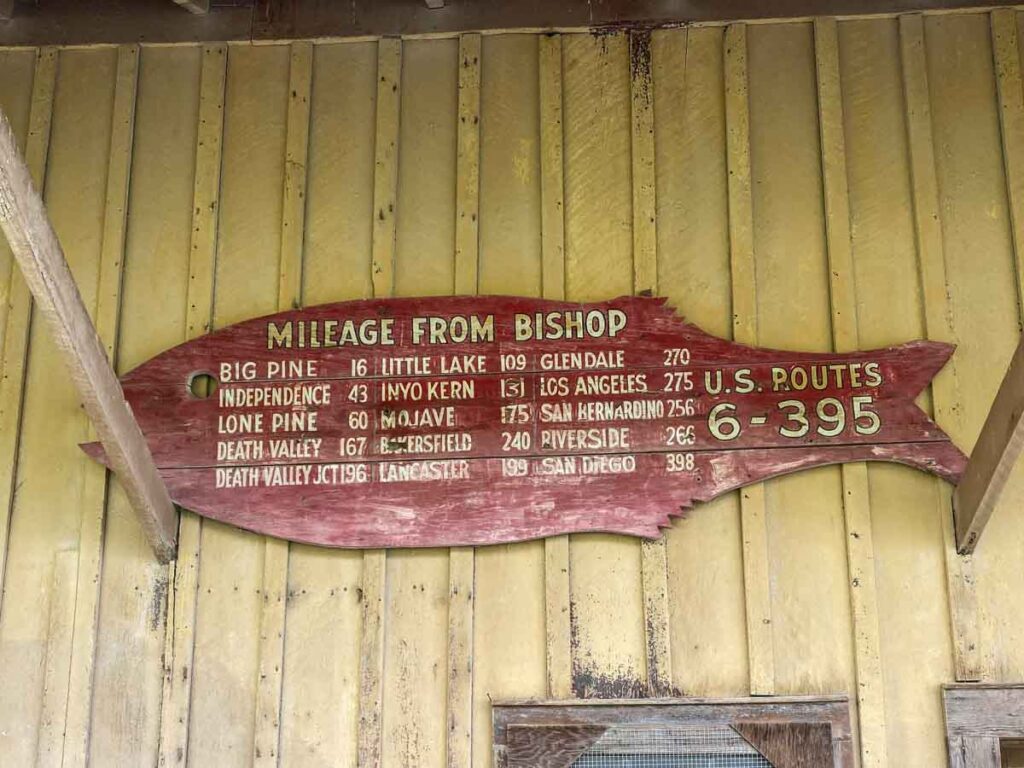 MILEAGE FROM BISHOP
BIG PINE 16 LITTLE LAKE 109 GLENDALE 270
INDEPENDENCE 43 INYO KERN 131 LOS ANGELES 275
LONE PINE 60 MOJAVE 175 SAN BERNARDINO 256
DEATH VALLEY 167 BAKERSFIELD 240 RIVERSIDE 266
DEATH VALLEY JCT 196 LANCASTER 199 SAN DIEGO 398
U.S. ROUTES
6-395